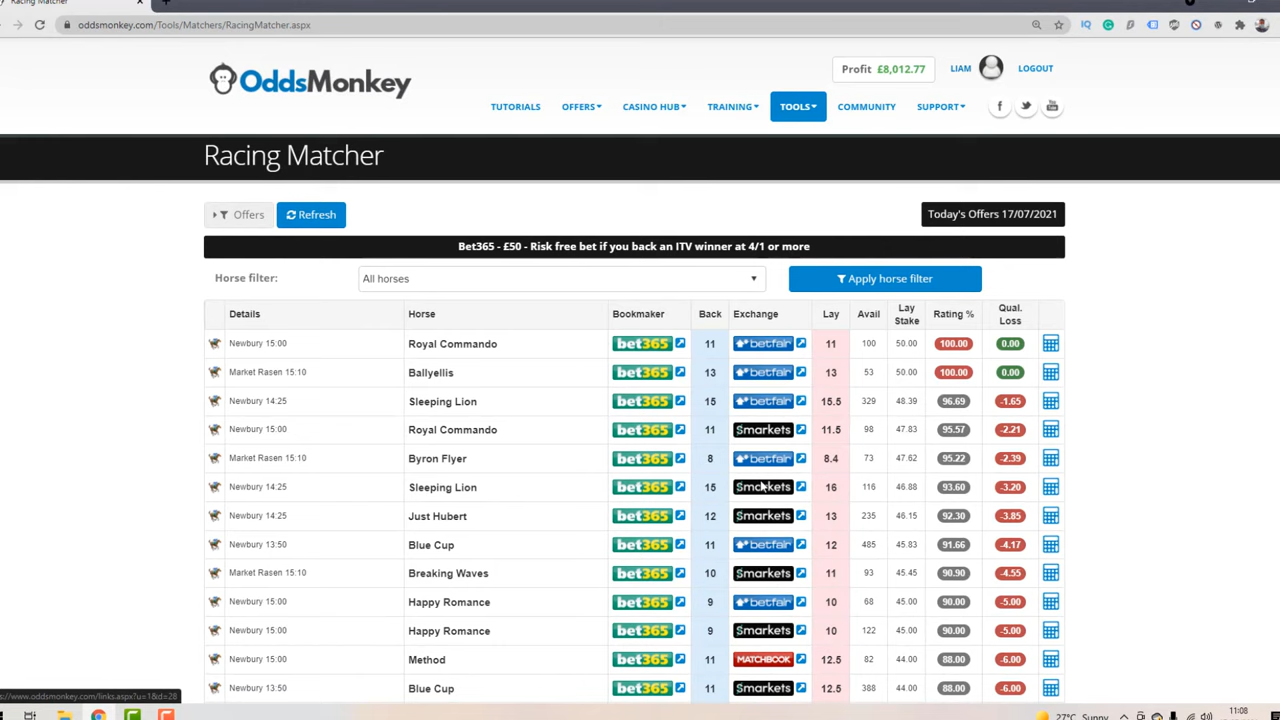 Racing Matcher
oddsmonkey.com/Tools/Matchers/RacingMatcher.aspx
OddsMonkey
Profit £8,012.77
LIAM
LOGOUT
TUTORIALS OFFERS CASINO HUB TRAINING TOOLS COMMUNITY SUPPORT
Racing Matcher
Offers Refresh Today's Offers 17/07/2021
Bet365 - £50 - Risk free bet if you back an ITV winner at 4/1 or more
Horse filter: All horses Apply horse filter
Details Horse Bookmaker Back Exchange Lay Avail Lay Stake Rating % Qual. Loss
Newbury 15:00 Royal Commando bet365 11 betfair 11 100 50.00 100.00 0.00
Market Rasen 15:10 Ballyellis bet365 13 betfair 13 53 50.00 100.00 0.00
Newbury 14:25 Sleeping Lion bet365 15 betfair 15.5 329 48.39 96.69 -1.65
Newbury 15:00 Royal Commando bet365 11 Smarkets 11.5 98 47.83 95.57 -2.21
Market Rasen 15:10 Byron Flyer bet365 8 betfair 8.4 73 47.62 95.22 -2.39
Newbury 14:25 Sleeping Lion bet365 15 Smarkets 16 116 46.88 93.60 -3.20
Newbury 14:25 Just Hubert bet365 12 Smarkets 13 235 46.15 92.30 -3.85
Newbury 13:50 Blue Cup bet365 11 betfair 12 485 45.83 91.66 -4.17
Market Rasen 15:10 Breaking Waves bet365 10 Smarkets 11 93 45.45 90.90 -4.55
Newbury 15:00 Happy Romance bet365 9 betfair 10 68 45.00 90.00 -5.00
Newbury 15:00 Happy Romance bet365 9 Smarkets 10 122 45.00 90.00 -5.00
Newbury 15:00 Method bet365 11 MATCHBOOK 12.5 82 44.00 88.00 -6.00
Newbury 13:50 Blue Cup bet365 11 Smarkets 12.5 388 44.00 88.00 -6.00
s://www.oddsmonkey.com/links.aspx?u=1&d=28
27°C Sunny 11:08